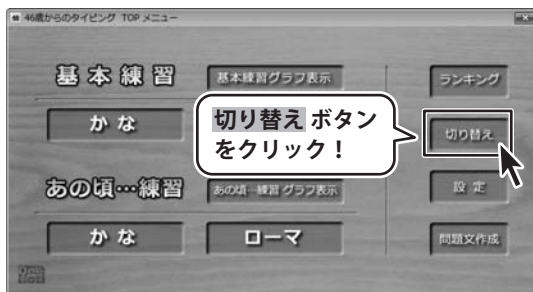 46歳からのタイピング TOP メニュー
基本練習
基本練習グラフ表示
ランキング
かな
切り替え ボタン
をクリック！
切り替え
あの頃…練習
あの頃…練習 グラフ表示
設定
かな
ローマ
問題文作成